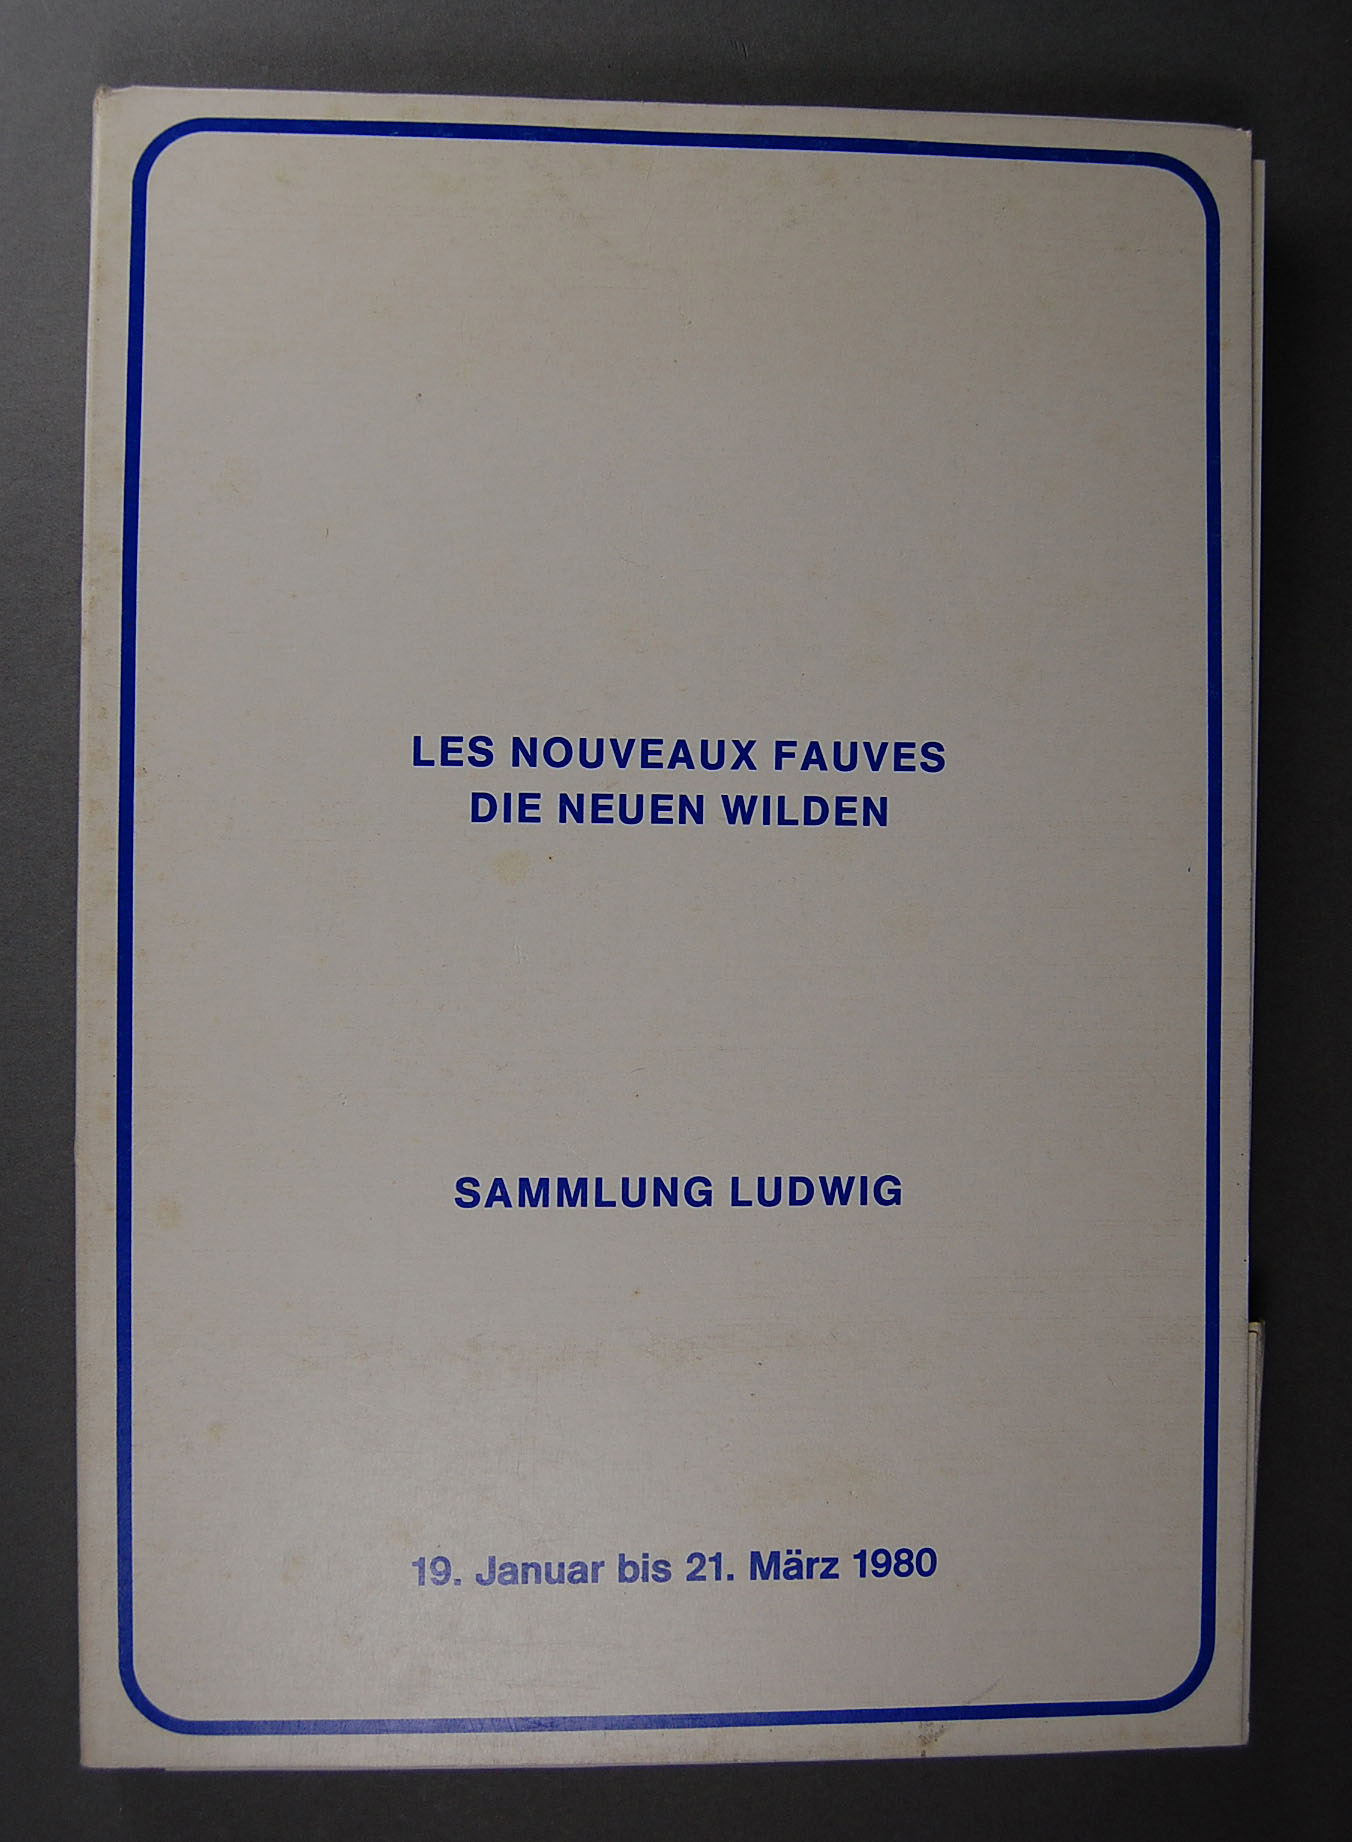 LES NOUVEAUX FAUVES
DIE NEUEN WILDEN
SAMMLUNG LUDWIG
19. Januar bis 21. März 1980